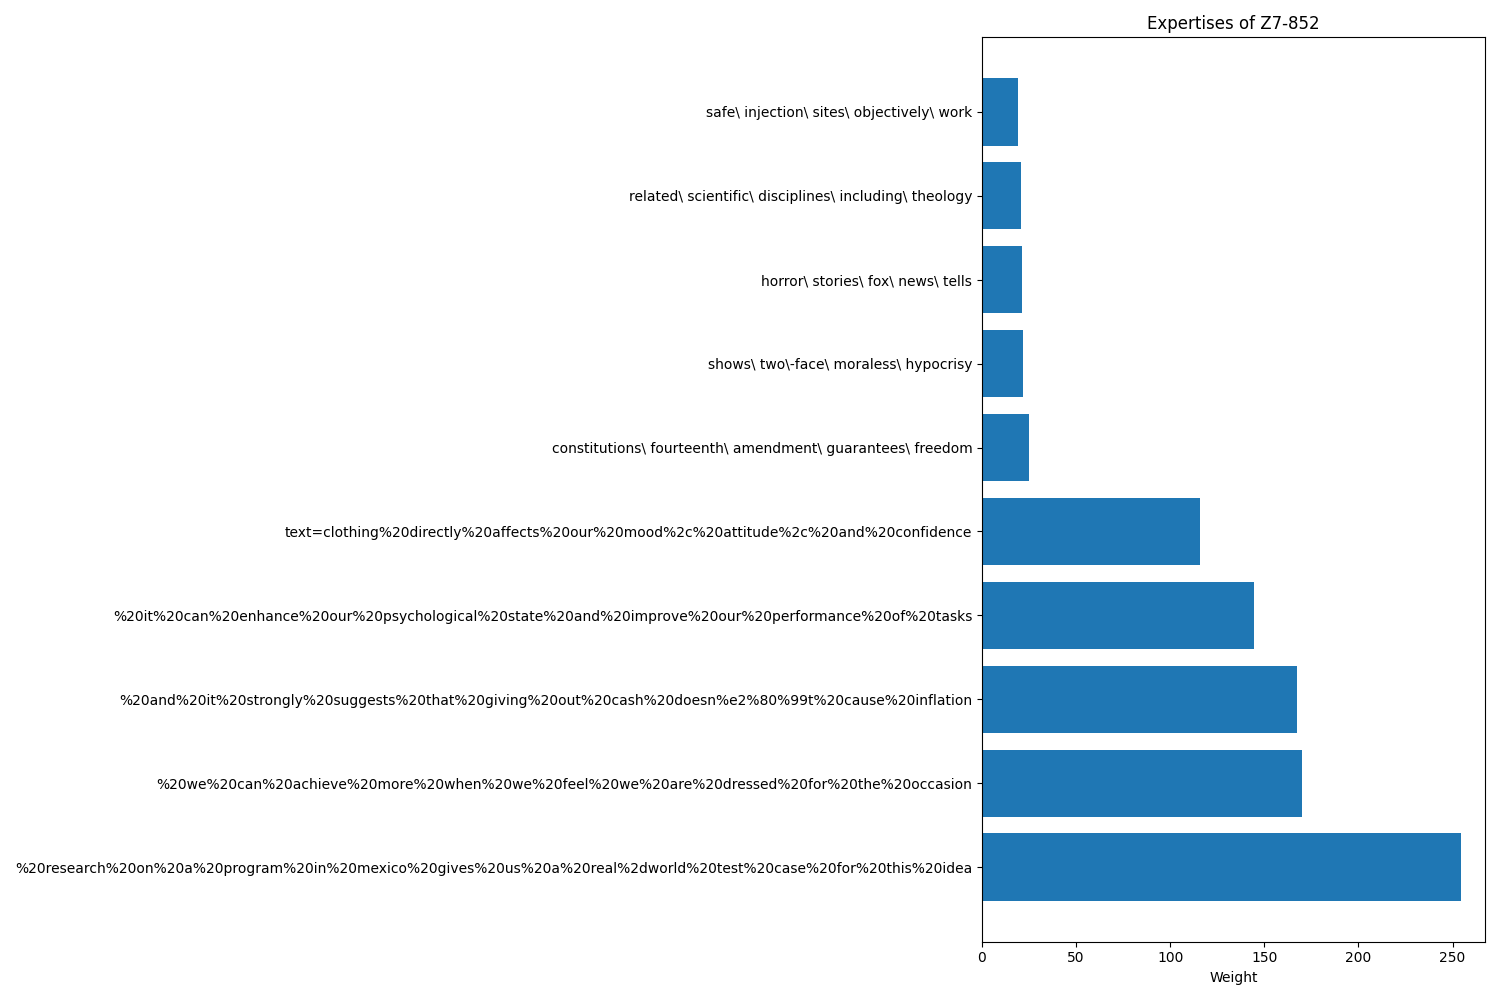 Expertises of Z7-852
safe\ injection\ sites\ objectively\ work
related\ scientific\ disciplines\ including\ theology
horror\ stories\ fox\ news\ tells
shows\ two\-face\ moraless\ hypocrisy
constitutions\ fourteenth\ amendment\ guarantees\ freedom
text=clothing%20directly%20affects%20our%20mood%2c%20attitude%2c%20and%20confidence
%20it%20can%20enhance%20our%20psychological%20state%20and%20improve%20our%20performance%20of%20tasks
%20and%20it%20strongly%20suggests%20that%20giving%20out%20cash%20doesn%e2%80%99t%20cause%20inflation
%20we%20can%20achieve%20more%20when%20we%20feel%20we%20are%20dressed%20for%20the%20occasion
%20research%20on%20a%20program%20in%20mexico%20gives%20us%20a%20real%2dworld%20test%20case%20for%20this%20idea
0 50 100 150 200 250
Weight